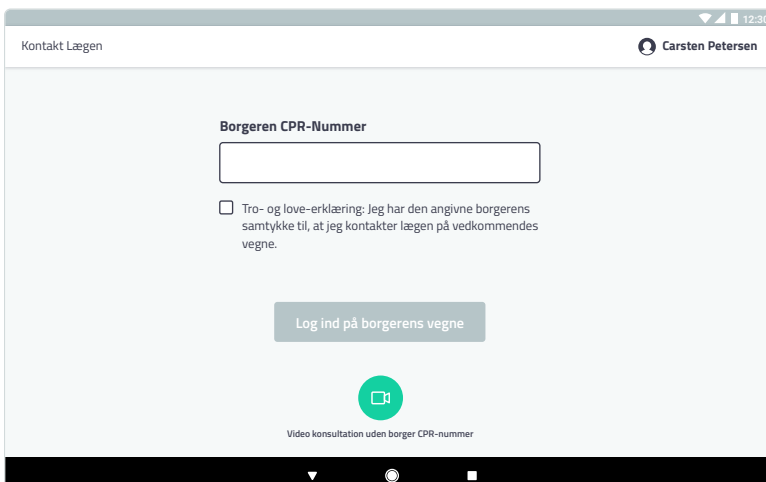 12:30
Kontakt Lægen
Carsten Petersen
Borgeren CPR-Nummer
Tro- og love-erklæring: Jeg har den angivne borgerens
samtykke til, at jeg kontakter lægen på vedkommendes
vegne.
Log ind på borgerens vegne
Video konsultation uden borger CPR-nummer